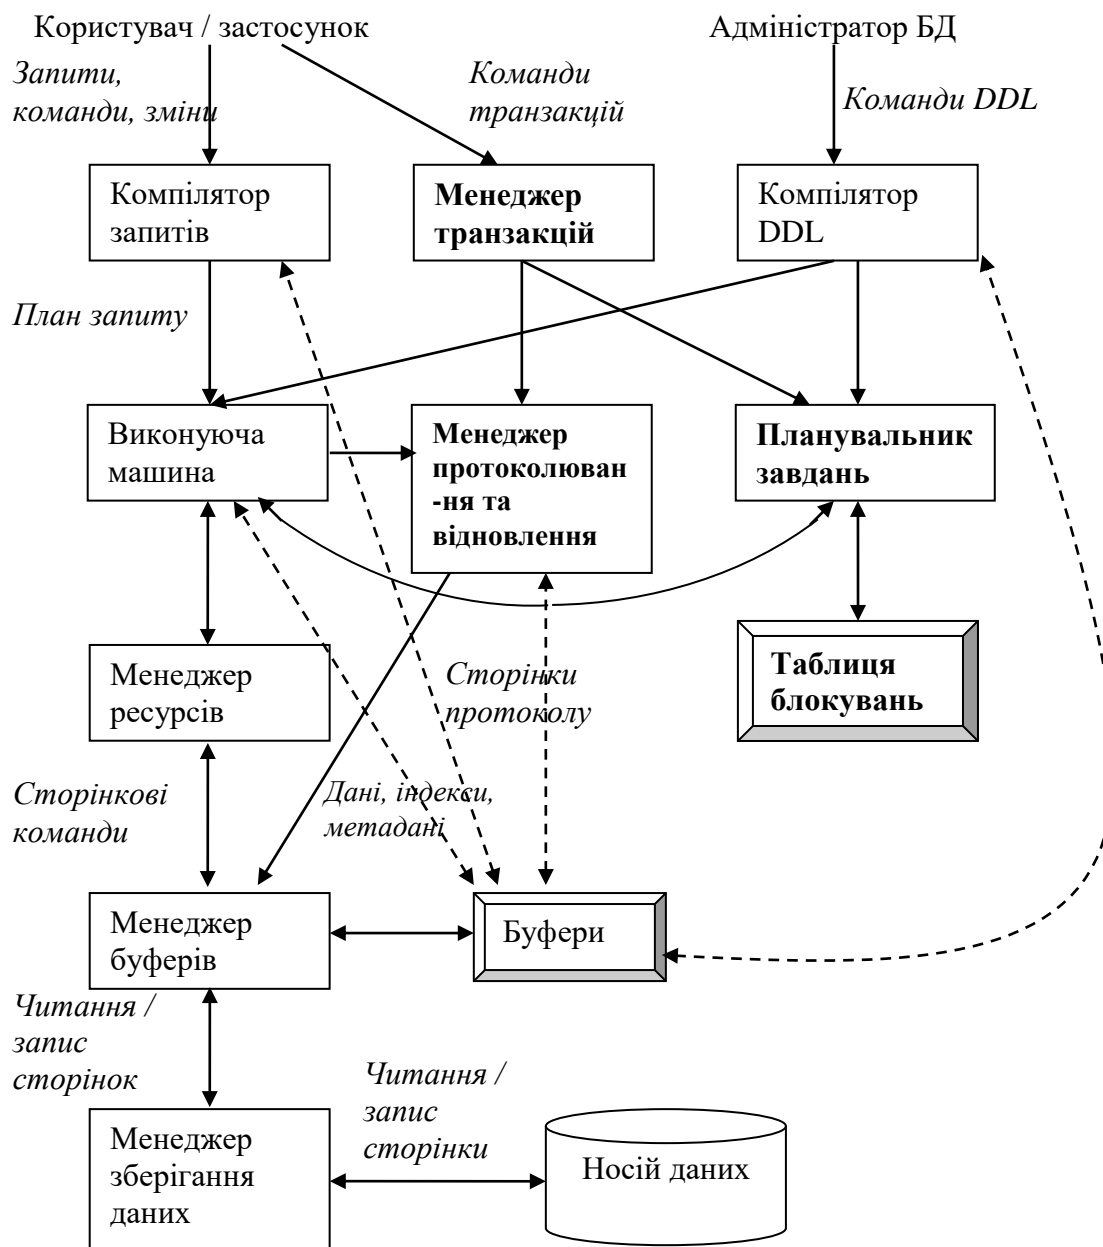 Користувач / застосунок
Адміністратор БД
Запити,
команди, зміни
Команди
транзакцій
Команди DDL
Компілятор
запитів
Менеджер
транзакцій
Компілятор
DDL
План запиту
Виконуюча
машина
Менеджер
протоколюван
-ня та
відновлення
Планувальник
завдань
Менеджер
ресурсів
Сторінки
протоколу
Таблиця
блокувань
Сторінкові
команди
Дані, індекси,
метадані
Менеджер
буферів
Буфери
Читання /
запис
сторінок
Читання /
запис
сторінки
Менеджер
зберігання
даних
Носій даних